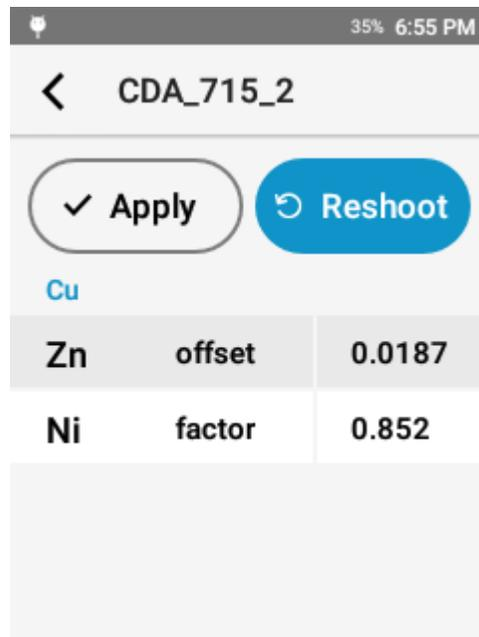 35% 6:55 PM
CDA_715_2
Apply Reshoot
Cu
Zn offset 0.0187
Ni factor 0.852